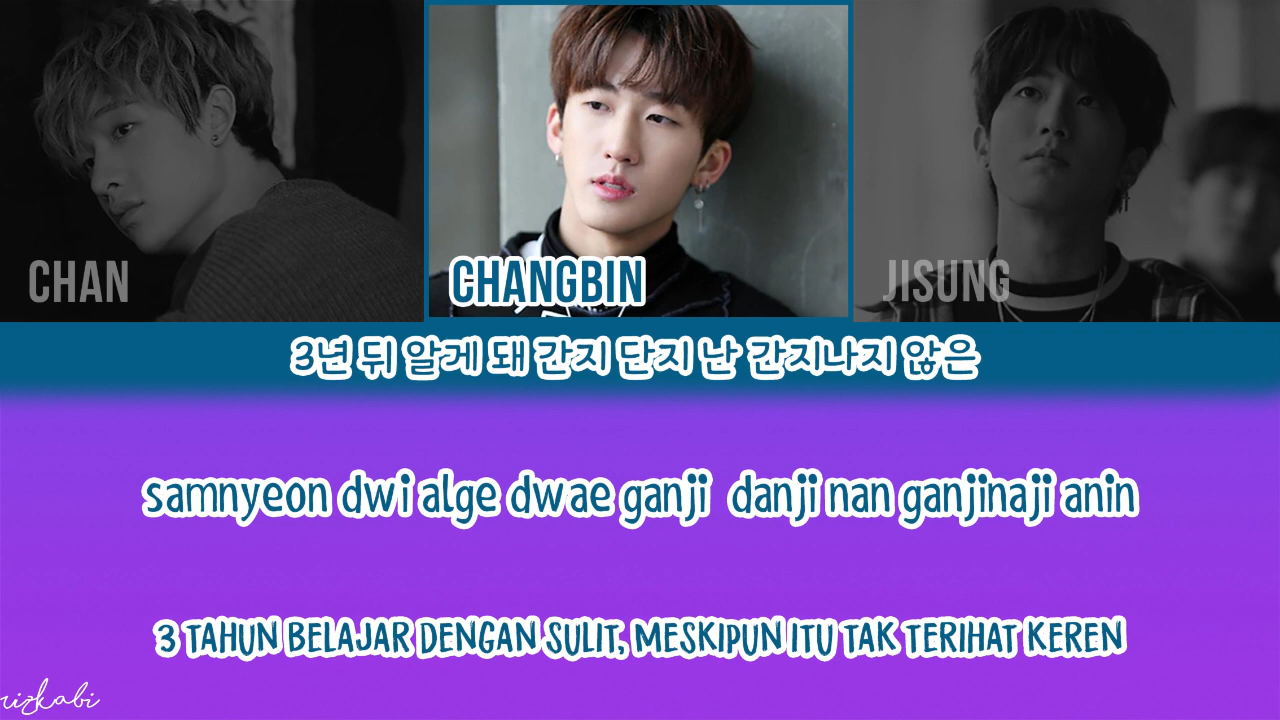 CHAN
CHANGBIN
JISUNG
3년 뒤 알게 돼 간지 단지 난 간지나지 않은
samnyeon dwi alge dwae ganji danji nan ganjinaji anin
3 TAHUN BELAJAR DENGAN SULIT, MESKIPUN ITU TAK TERIHAT KEREN
rizkabi